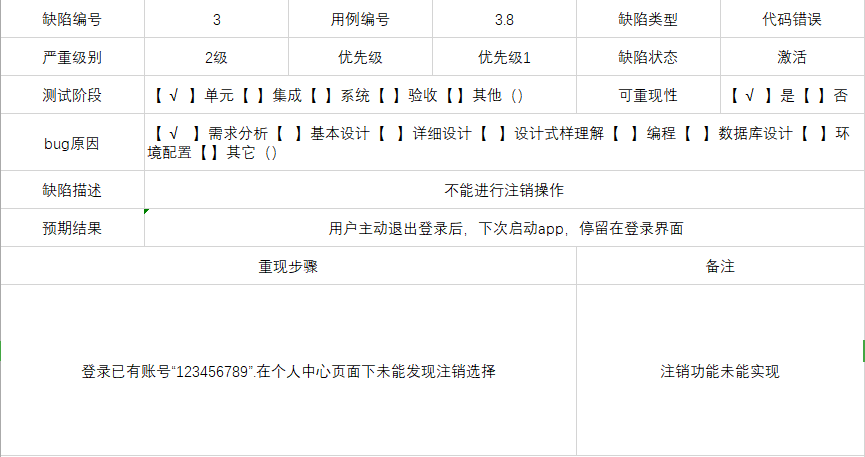 缺陷编号 3 用例编号 3.8 缺陷类型 代码错误
严重级别 2级 优先级 优先级1 缺陷状态 激活
测试阶段 【 √ 】单元【 】集成【 】系统【 】验收【 】其他（） 可重现性 【 √ 】是【 】否
bug原因 【 √ 】需求分析【 】基本设计【 】详细设计【 】设计式样理解【 】编程【 】数据库设计【 】环
境配置【 】其它（）
缺陷描述 不能进行注销操作
预期结果 用户主动退出登录后，下次启动app，停留在登录界面
重现步骤 备注
登录已有账号“123456789”.在个人中心页面下未能发现注销选择 注销功能未能实现